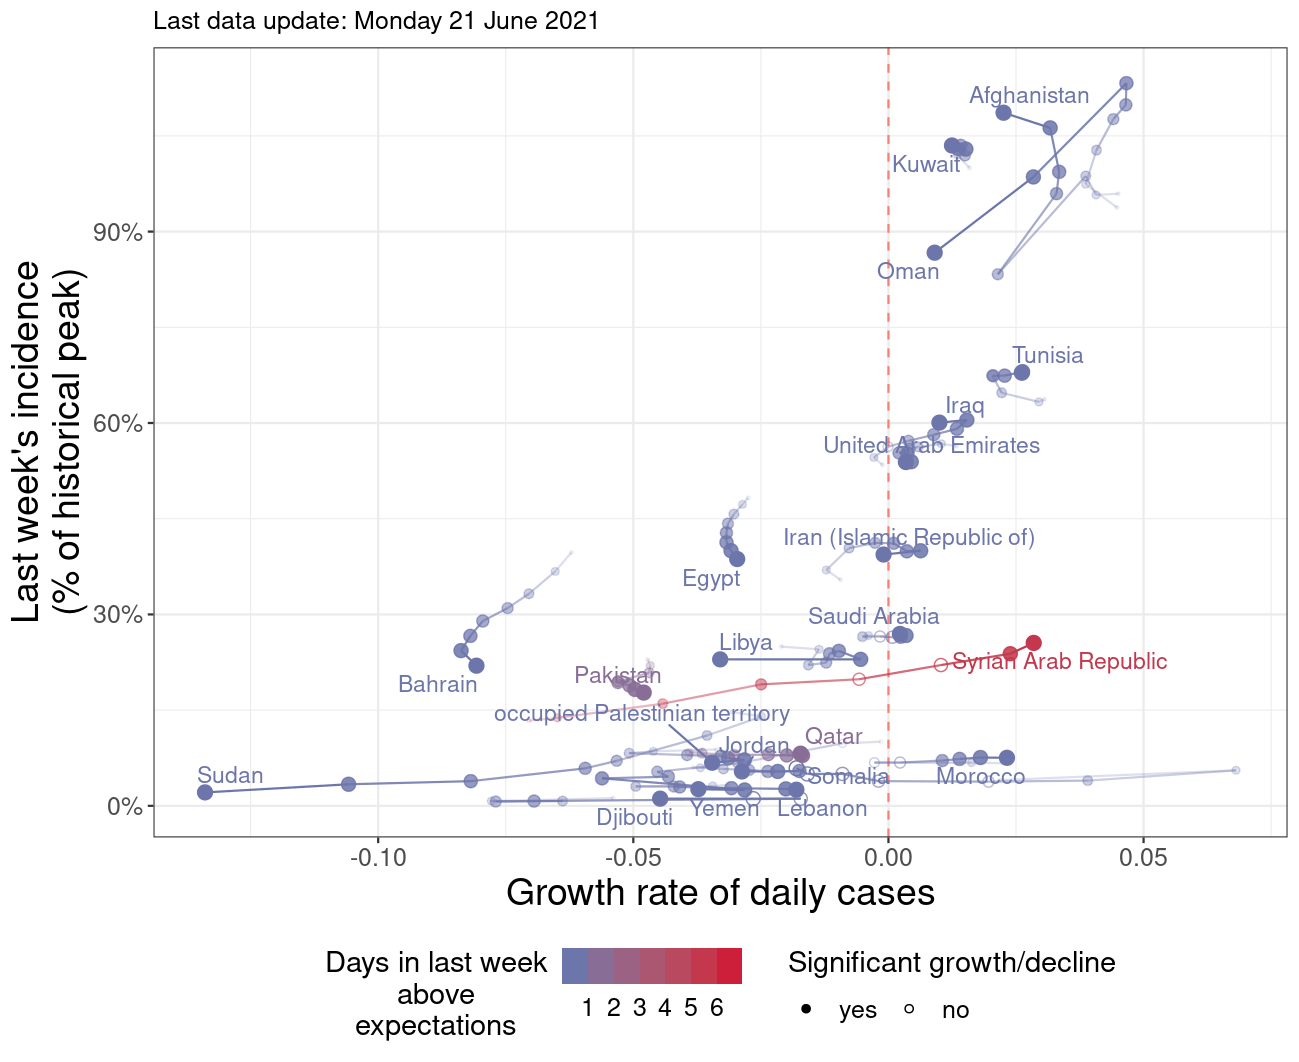 Last data update: Monday 21 June 2021
Last week's incidence
(% of historical peak)
90%
60%
30%
0%
Afghanistan
Kuwait
Oman
Tunisia
Iraq
United Arab Emirates
Iran (Islamic Republic of)
Egypt
Saudi Arabia
Libya
Syrian Arab Republic
Pakistan
Bahrain
occupied Palestinian territory
Jordan
Qatar
Sudan
Somalia
Morocco
Djibouti
Yemen
Lebanon
-0.10
-0.05
0.00
0.05
Growth rate of daily cases
Days in last week
above
expectations
1 2 3 4 5 6
Significant growth/decline
yes
no